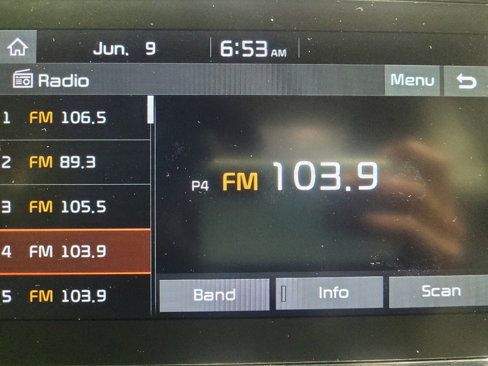 Jun. 9 6:53 AM
Radio Menu
1 FM 106.5
2 FM 89.3
3 FM 105.5
4 FM 103.9
5 FM 103.9
P4 FM 103.9
Band Info Scan